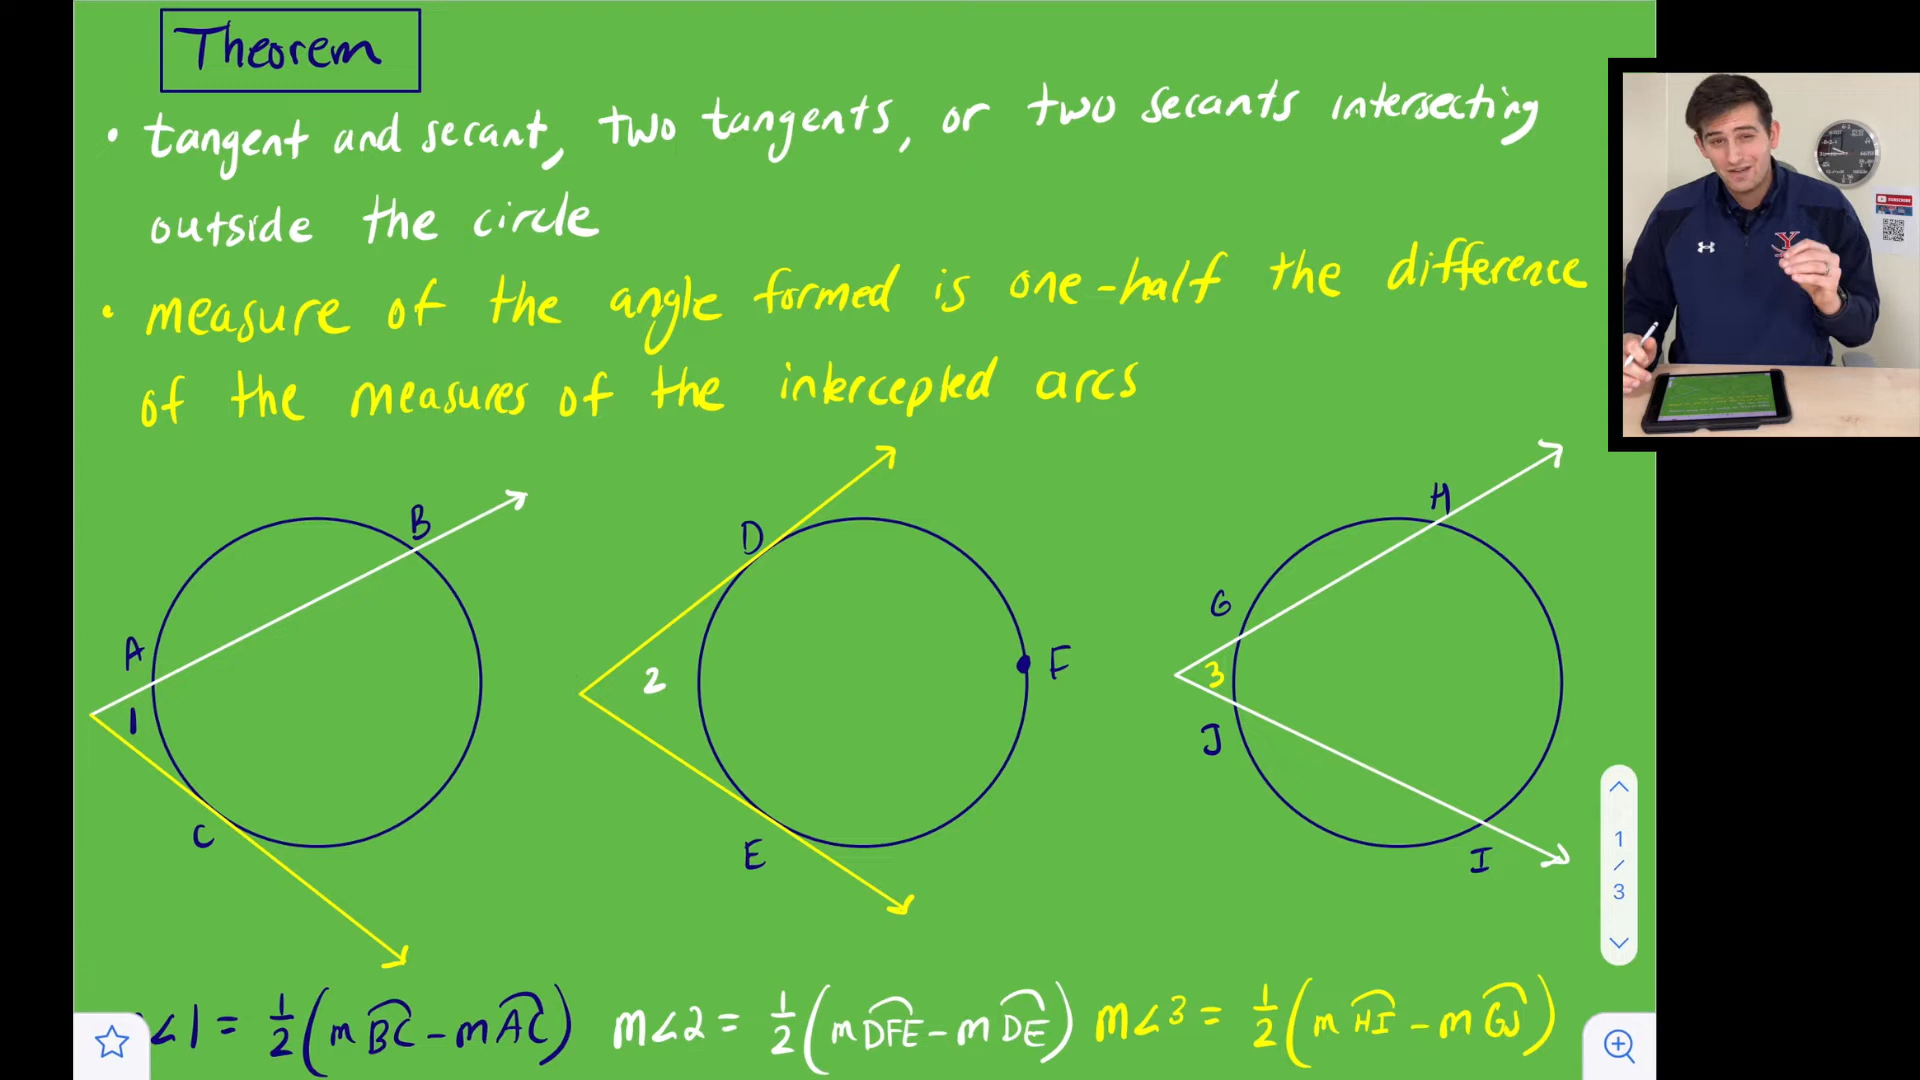 Theorem
• tangent and secant, two tangents, or two secants intersecting
outside the circle
• measure of the angle formed is one-half the difference
of the measures of the intercepted arcs
SUBSCRIBE
Y
A
B
1
C
D
2
E
F
G
H
3
J
I
1
/
3
∠1 = 1/2 (m BC⌢ - m AC⌢)
m∠2 = 1/2 (m DFE⌢ - m DE⌢)
m∠3 = 1/2 (m HI⌢ - m GJ⌢)